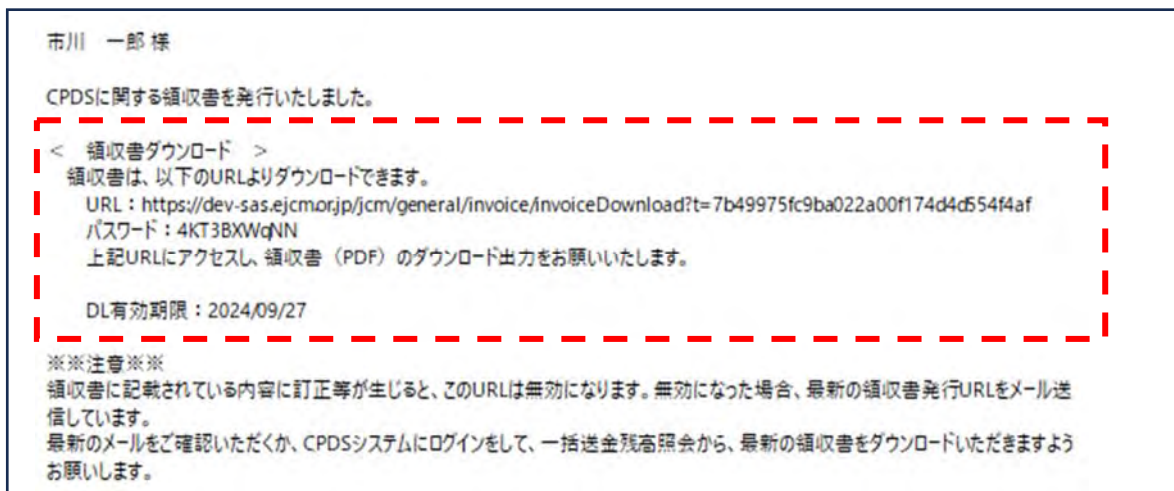 市川　一郎 様
CPDSに関する領収書を発行いたしました。
<　領収書ダウンロード　>
領収書は、以下のURLよりダウンロードできます。
URL：https://dev-sas.ejcm.or.jp/jcm/general/invoice/invoiceDownload?t=7b49975fc9ba022a00f174d4d554f4af
パスワード：4KT3BXWqNN
上記URLにアクセスし、領収書（PDF）のダウンロード出力をお願いいたします。
DL有効期限：2024/09/27
※※注意※※
領収書に記載されている内容に訂正等が生じると、このURLは無効になります。無効になった場合、最新の領収書発行URLをメール送
信しています。
最新のメールをご確認いただくか、CPDSシステムにログインをして、一括送金残高照会から、最新の領収書をダウンロードいただきますよう
お願いします。